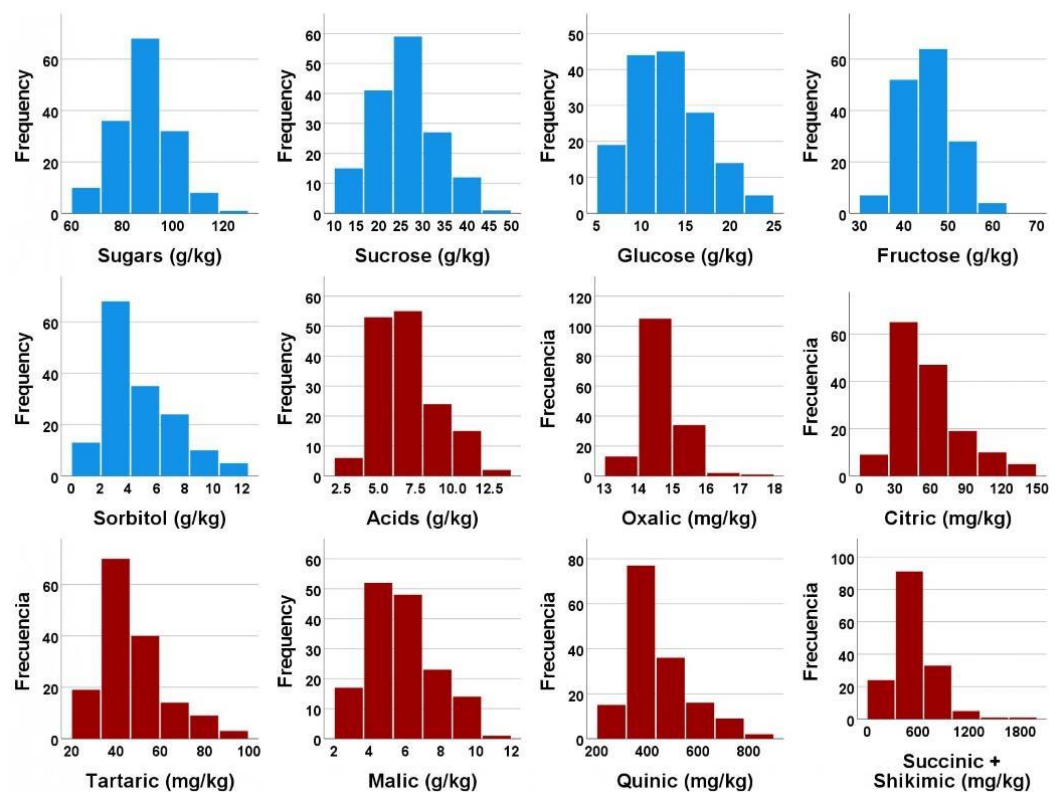 Frequency
60
40
20
0
60 80 100 120
Sugars (g/kg)
Frequency
60
50
40
30
20
10
0
10 15 20 25 30 35 40 45 50
Sucrose (g/kg)
Frequency
50
40
30
20
10
0
5 10 15 20 25
Glucose (g/kg)
Frequency
60
40
20
0
30 40 50 60 70
Fructose (g/kg)
Frequency
60
40
20
0
0 2 4 6 8 10 12
Sorbitol (g/kg)
Frequency
60
50
40
30
20
10
0
2.5 5.0 7.5 10.0 12.5
Acids (g/kg)
Frecuencia
120
100
80
60
40
20
0
13 14 15 16 17 18
Oxalic (mg/kg)
Frecuencia
60
40
20
0
0 30 60 90 120 150
Citric (mg/kg)
Frecuencia
60
40
20
0
20 40 60 80 100
Tartaric (mg/kg)
Frequency
60
50
40
30
20
10
0
2 4 6 8 10 12
Malic (g/kg)
Frecuencia
80
60
40
20
0
200 400 600 800
Quinic (mg/kg)
Frecuencia
100
80
60
40
20
0
0 600 1200 1800
Succinic +
Shikimic (mg/kg)